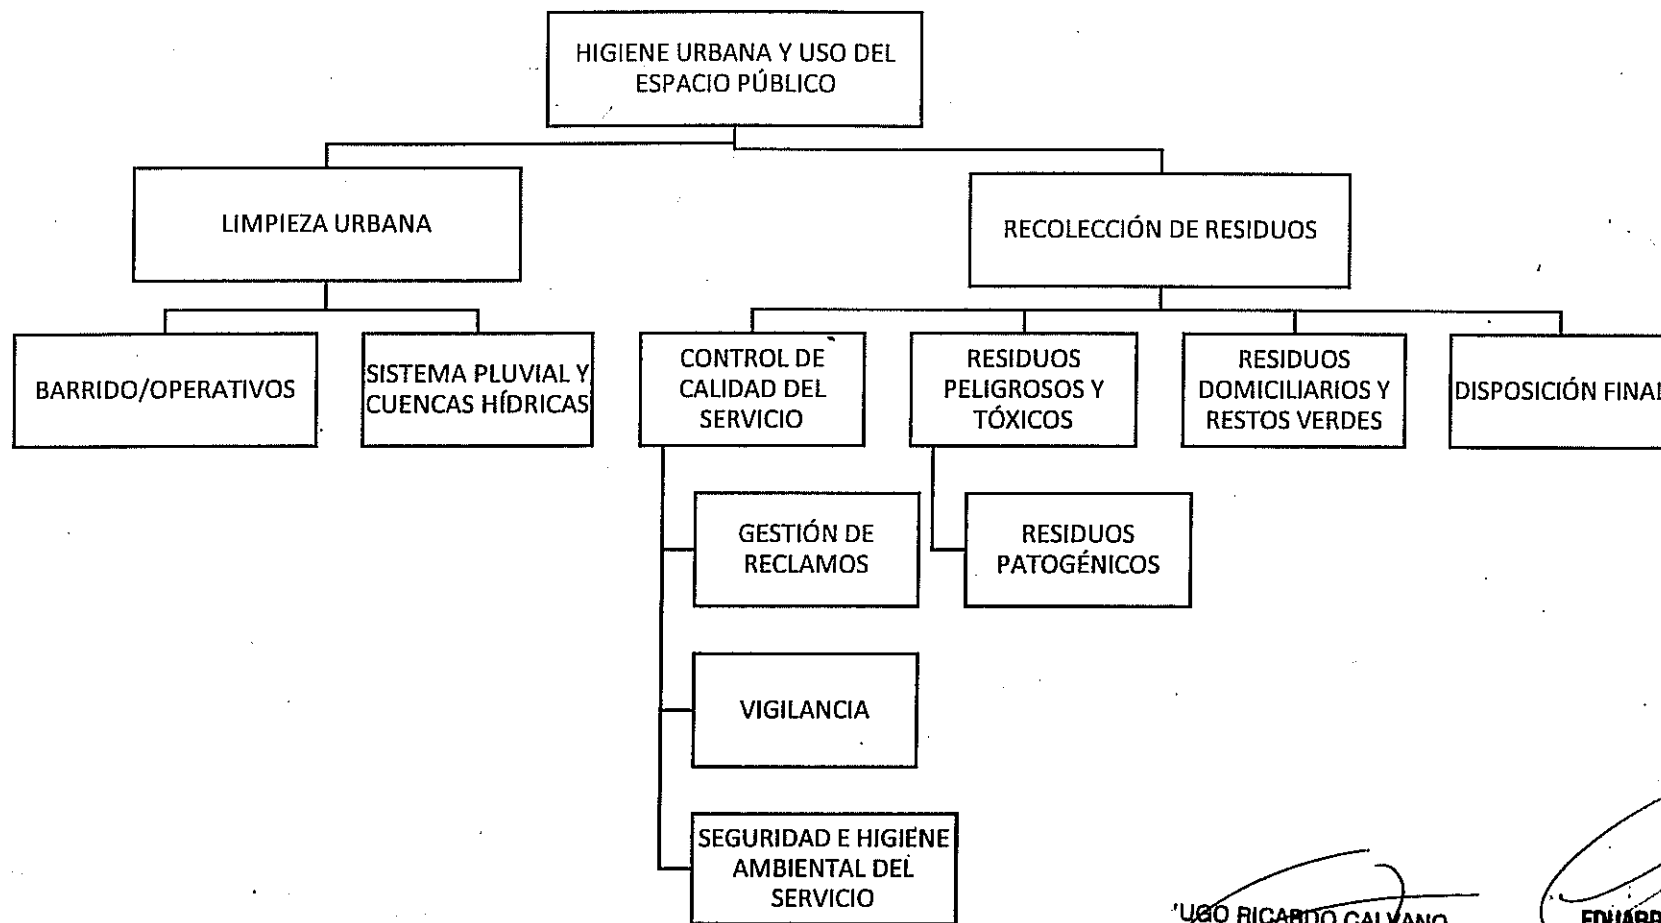 HIGIENE URBANA Y USO DEL
ESPACIO PÚBLICO
LIMPIEZA URBANA
RECOLECCIÓN DE RESIDUOS
BARRIDO/OPERATIVOS
SISTEMA PLUVIAL Y
CUENCAS HÍDRICAS
CONTROL DE
CALIDAD DEL
SERVICIO
RESIDUOS
PELIGROSOS Y
TÓXICOS
RESIDUOS
DOMICILIARIOS Y
RESTOS VERDES
DISPOSICIÓN FINAL
GESTIÓN DE
RECLAMOS
RESIDUOS
PATOGÉNICOS
VIGILANCIA
SEGURIDAD E HIGIENE
AMBIENTAL DEL
SERVICIO
RICARDO